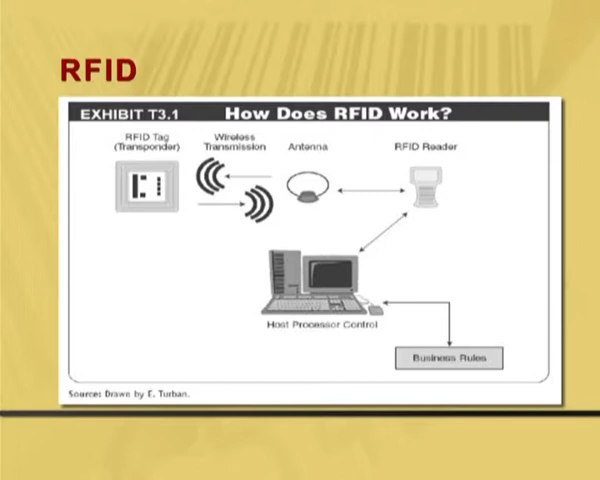 RFID
EXHIBIT T3.1 How Does RFID Work?
RFID Tag
(Transponder)
Wireless
Transmission
Antenna
RFID Reader
Host Processor Control
Business Rules
Source: Drawn by E. Turban.